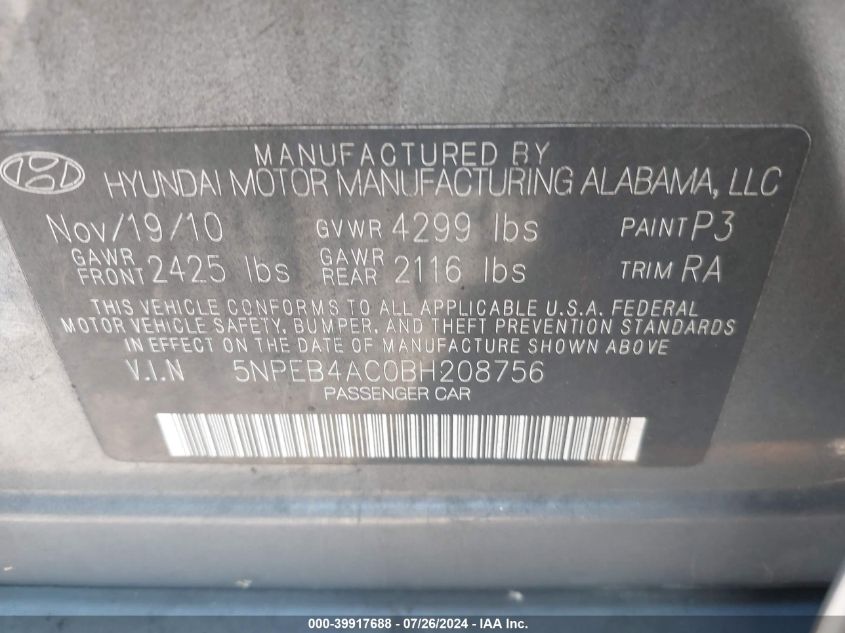 MANUFACTURED BY
HYUNDAI MOTOR MANUFACTURING ALABAMA, LLC
Nov/19/10 GVWR 4299 lbs PAINT P3
GAWR FRONT 2425 lbs GAWR REAR 2116 lbs TRIM RA
THIS VEHICLE CONFORMS TO ALL APPLICABLE U.S.A. FEDERAL
MOTOR VEHICLE SAFETY, BUMPER, AND THEFT PREVENTION STANDARDS
IN EFFECT ON THE DATE OF MANUFACTURE SHOWN ABOVE
V.I.N 5NPEB4AC0BH208756
PASSENGER CAR
000-39917688 - 07/26/2024 - IAA Inc.